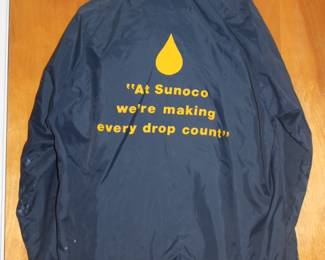 "At Sunoco
we're making
every drop count"